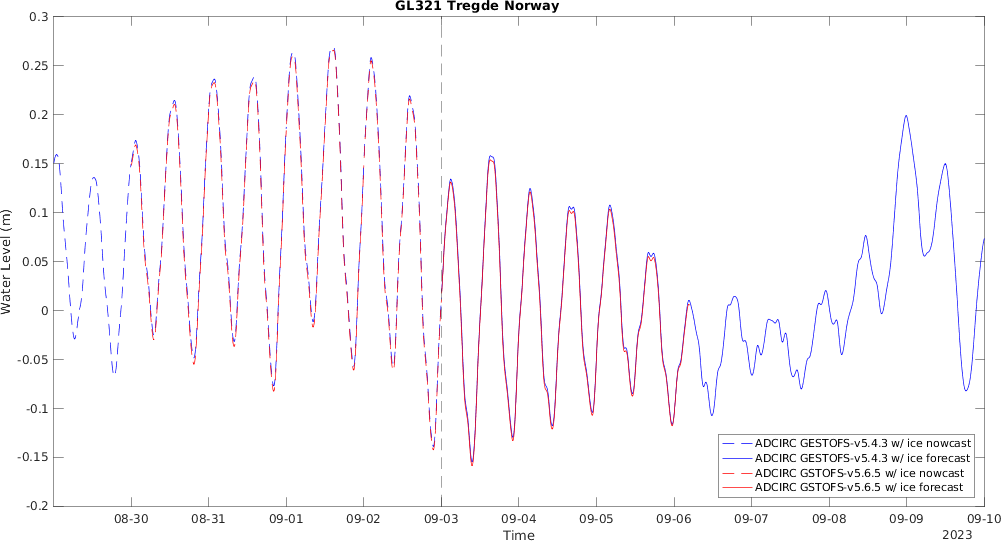 GL321 Tregde Norway
0.3
0.25
0.2
0.15
0.1
0.05
0
-0.05
-0.1
-0.15
-0.2
Water Level (m)
ADCIRC GESTOFS-v5.4.3 w/ ice nowcast
ADCIRC GESTOFS-v5.4.3 w/ ice forecast
ADCIRC GSTOFS-v5.6.5 w/ ice nowcast
ADCIRC GSTOFS-v5.6.5 w/ ice forecast
08-30 08-31 09-01 09-02 09-03 09-04 09-05 09-06 09-07 09-08 09-09 09-10
Time
2023